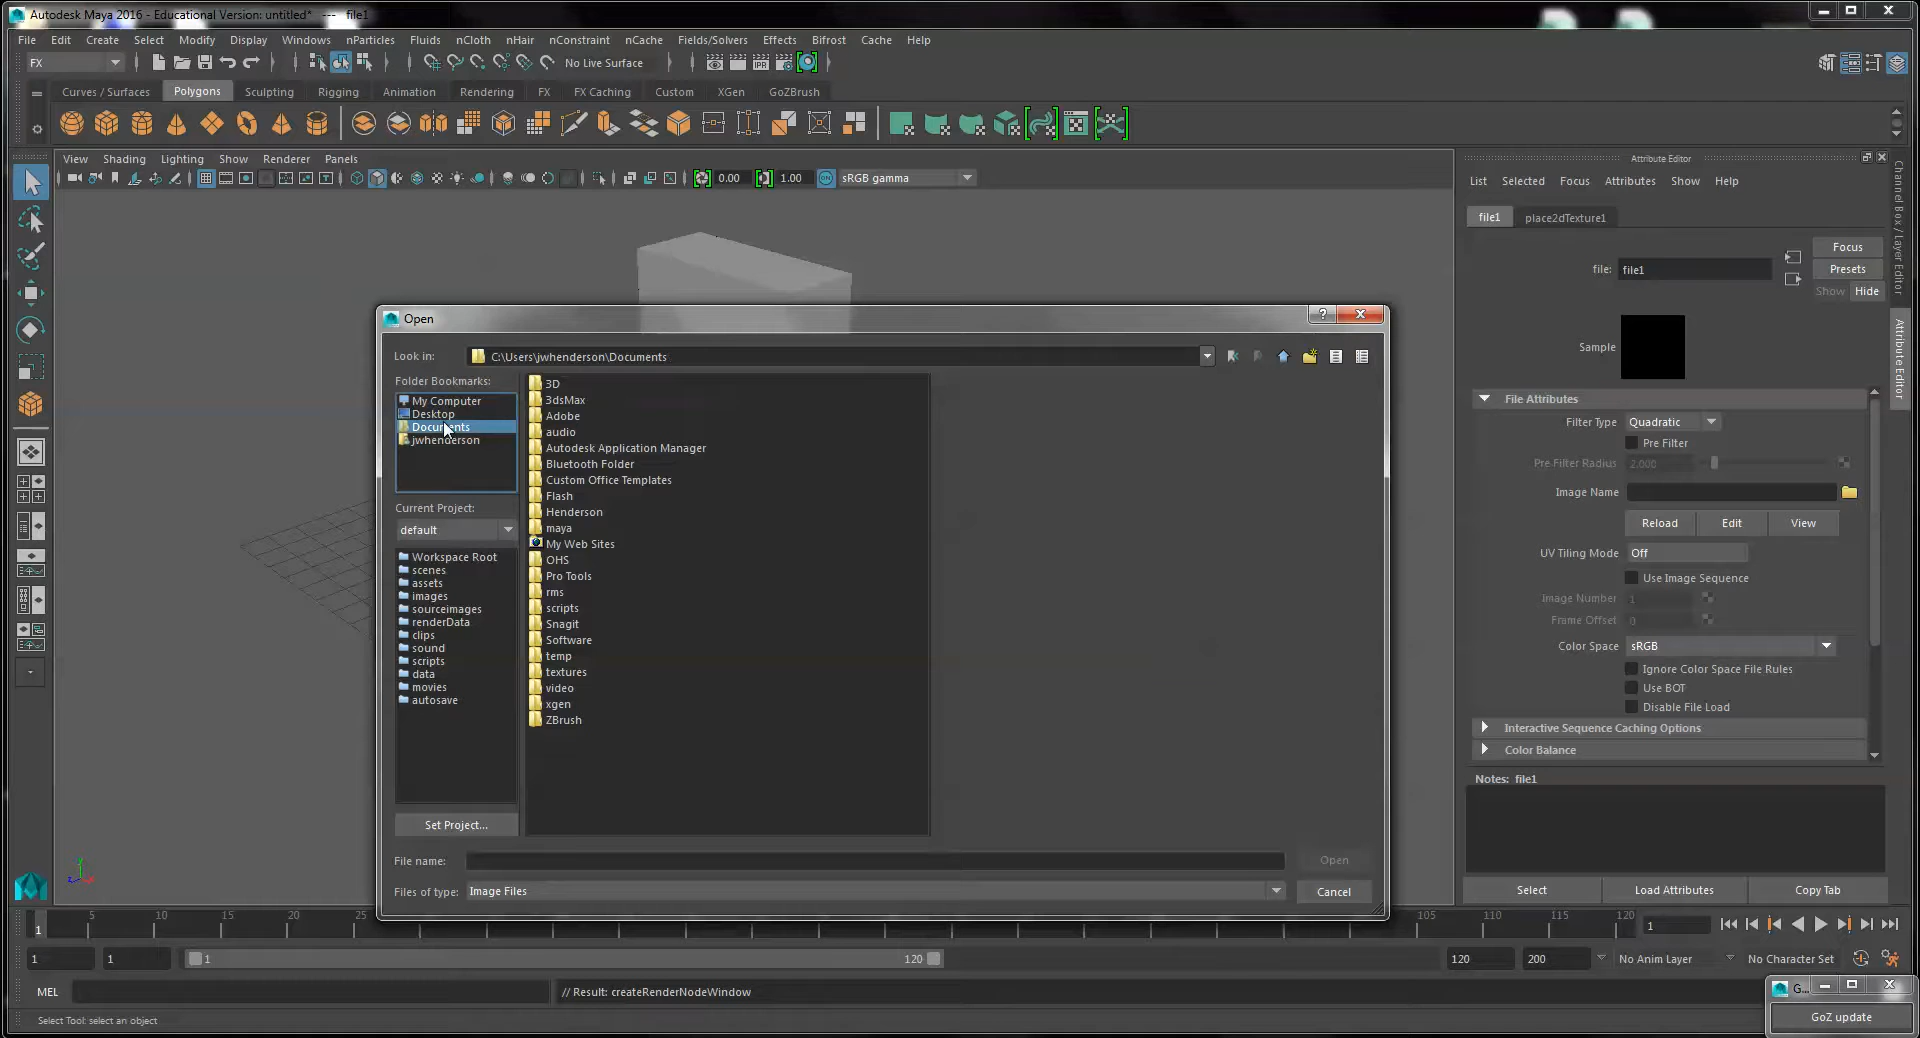 Autodesk Maya 2016 - Educational Version: untitled*   ---   file1
File Edit Create Select Modify Display Windows nParticles Fluids nCloth nHair nConstraint nCache Fields/Solvers Effects Bifrost Cache Help
FX No Live Surface
Curves / Surfaces Polygons Sculpting Rigging Animation Rendering FX FX Caching Custom XGen GoZBrush
View Shading Lighting Show Renderer Panels
0.00 1.00 ON sRGB gamma
Attribute Editor
List Selected Focus Attributes Show Help
file1 place2dTexture1
Focus
file: file1
Presets
Show Hide
Sample
File Attributes
Filter Type Quadratic
Pre Filter
Pre-Filter Radius 2.000
Image Name
Reload Edit View
UV Tiling Mode Off
Use Image Sequence
Image Number 1
Frame Offset 0
Color Space sRGB
Ignore Color Space File Rules
Use BOT
Disable File Load
Interactive Sequence Caching Options
Color Balance
Notes: file1
Select Load Attributes Copy Tab
Channel Box / Layer Editor
Attribute Editor
Open
Look in: C:\Users\jwhenderson\Documents
Folder Bookmarks:
My Computer
Desktop
Documents
jwhenderson
Current Project:
default
Workspace Root
scenes
assets
images
sourceimages
renderData
clips
sound
scripts
data
movies
autosave
Set Project...
3D
3dsMax
Adobe
audio
Autodesk Application Manager
Bluetooth Folder
Custom Office Templates
Flash
Henderson
maya
My Web Sites
OHS
Pro Tools
rms
scripts
Snagit
Software
temp
textures
video
xgen
ZBrush
File name: Open
Files of type: Image Files Cancel
y
z x
1 5 10 15 20 25 105 110 115 120 1
1 1 1 120 120 200 No Anim Layer No Character Set
MEL // Result: createRenderNodeWindow
Select Tool: select an object
G...
GoZ update